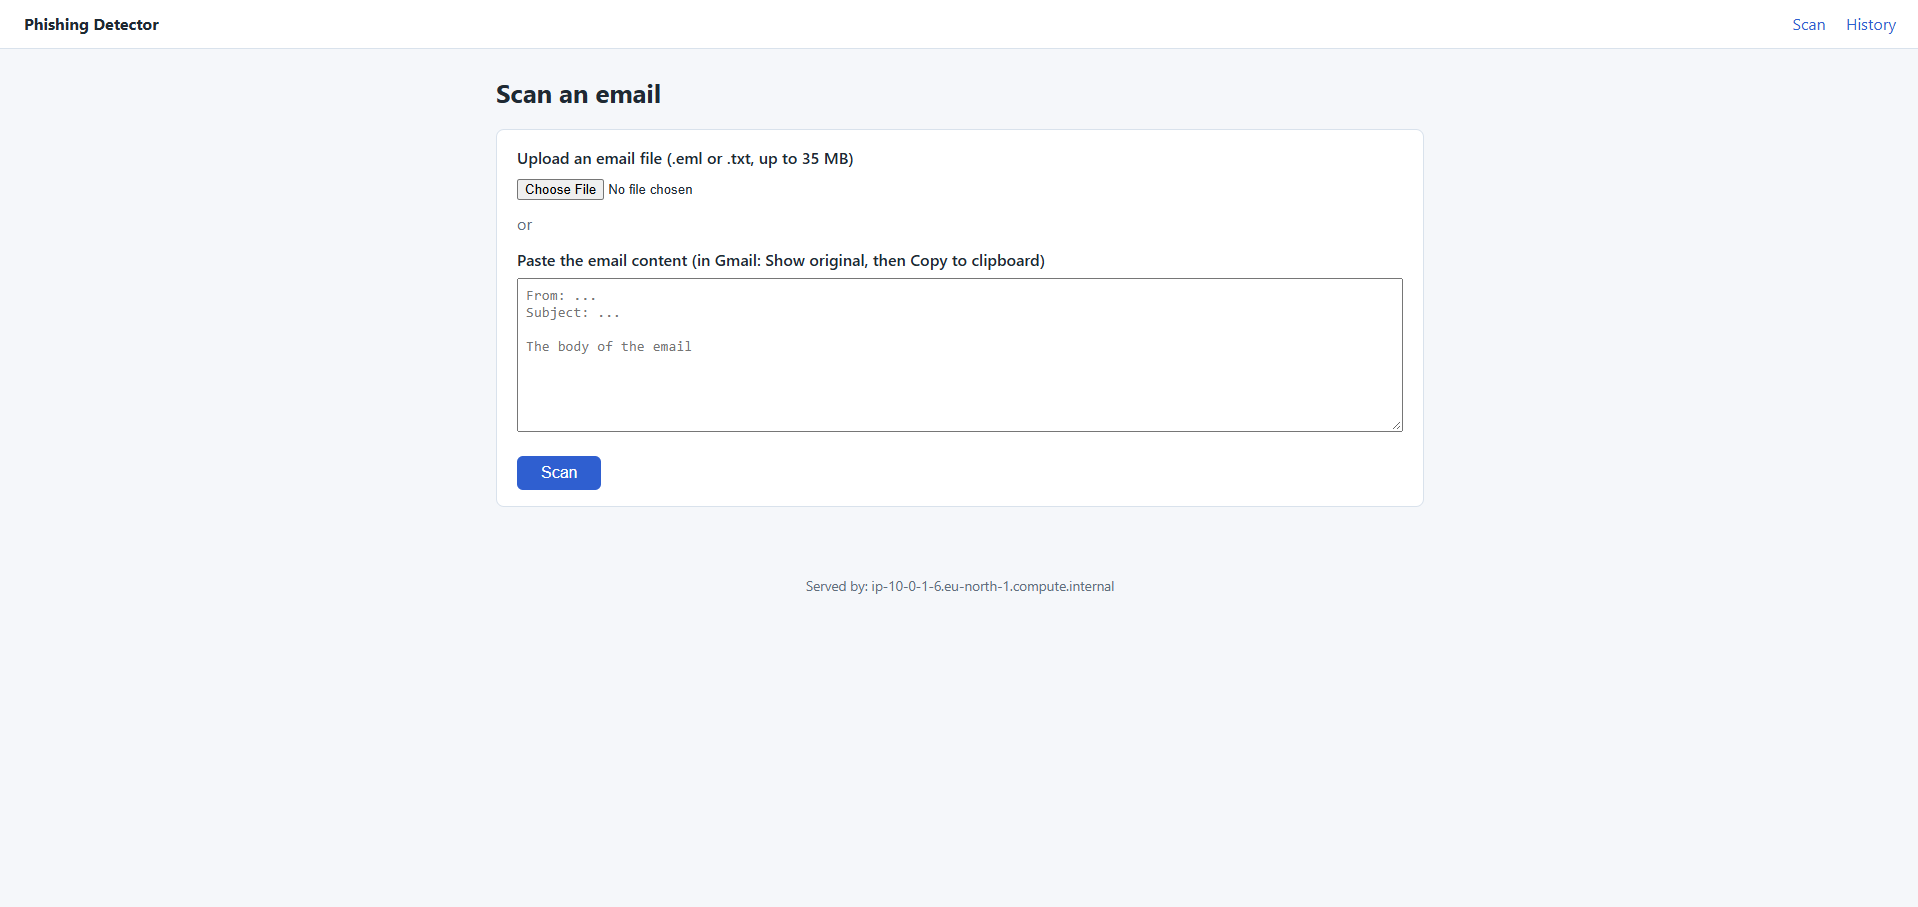 Phishing Detector
Scan History
Scan an email
Upload an email file (.eml or .txt, up to 35 MB)
Choose File No file chosen
or
Paste the email content (in Gmail: Show original, then Copy to clipboard)
From: ...
Subject: ...
The body of the email
Scan
Served by: ip-10-0-1-6.eu-north-1.compute.internal